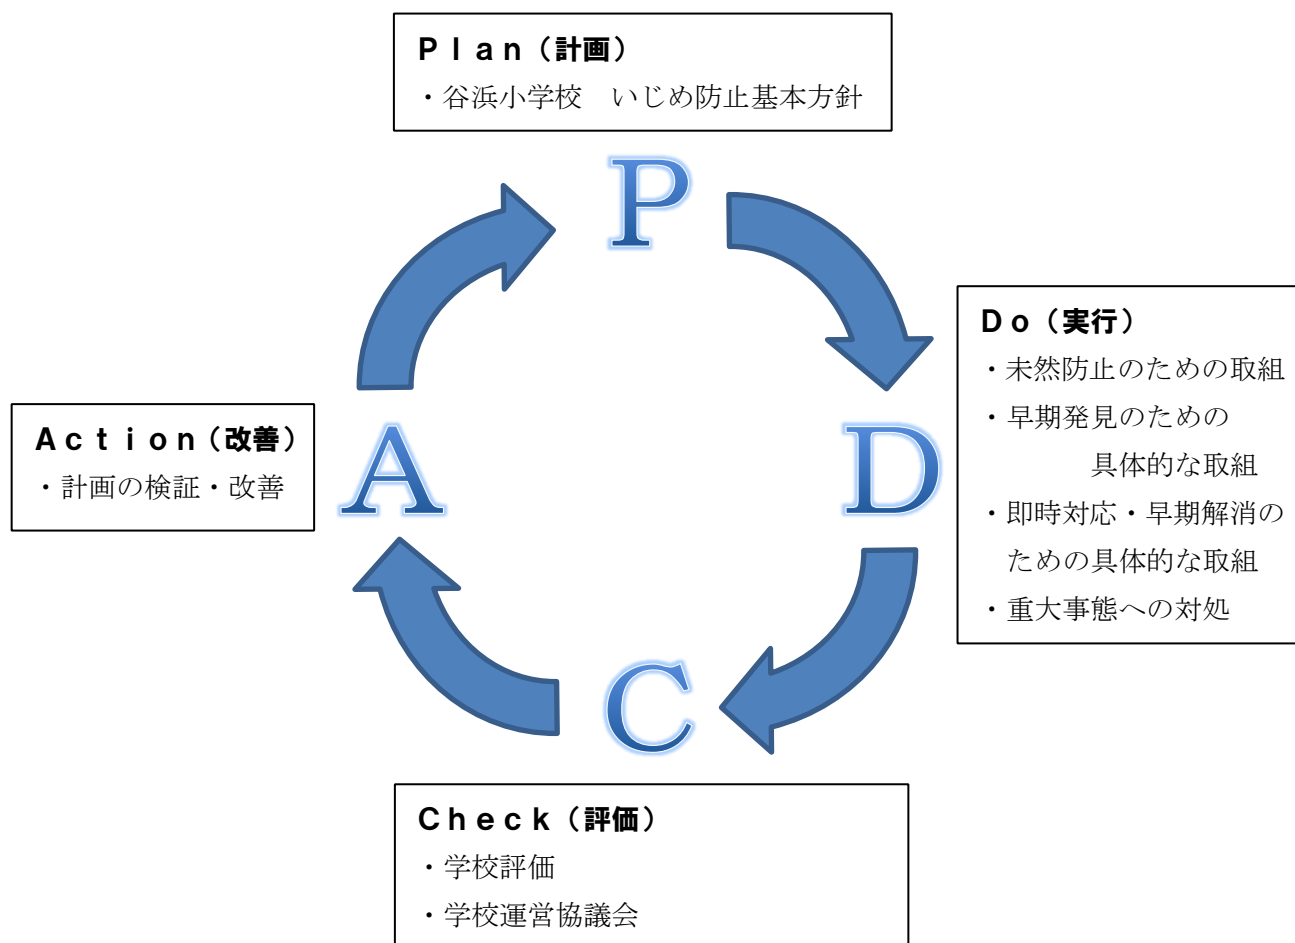 Ｐｌａｎ（計画）
・谷浜小学校　いじめ防止基本方針
P
Ｄｏ（実行）
・未然防止のための取組
・早期発見のための
具体的な取組
・即時対応・早期解消の
ための具体的な取組
・重大事態への対処
D
Ａｃｔｉｏｎ（改善）
・計画の検証・改善
A
C
Ｃｈｅｃｋ（評価）
・学校評価
・学校運営協議会